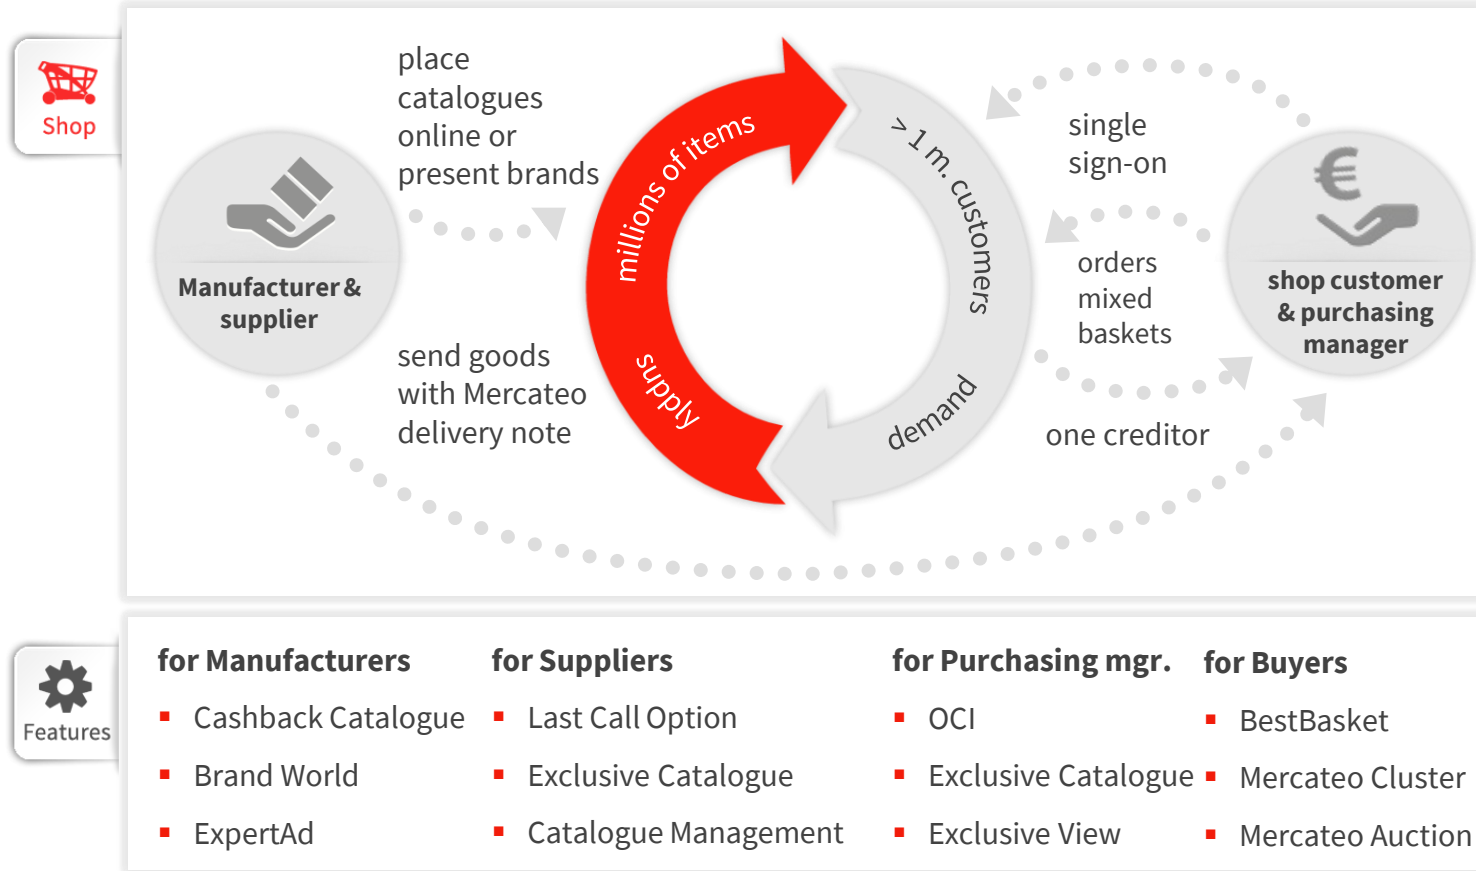 Shop
place
catalogues
online or
present brands
Manufacturer &
supplier
send goods
with Mercateo
delivery note
millions of items
supply
> 1 m. customers
demand
single
sign-on
orders
mixed
baskets
one creditor
€
shop customer
& purchasing
manager
Features
for Manufacturers
▪ Cashback Catalogue
▪ Brand World
▪ ExpertAd
for Suppliers
▪ Last Call Option
▪ Exclusive Catalogue
▪ Catalogue Management
for Purchasing mgr.
▪ OCI
▪ Exclusive Catalogue
▪ Exclusive View
for Buyers
▪ BestBasket
▪ Mercateo Cluster
▪ Mercateo Auction